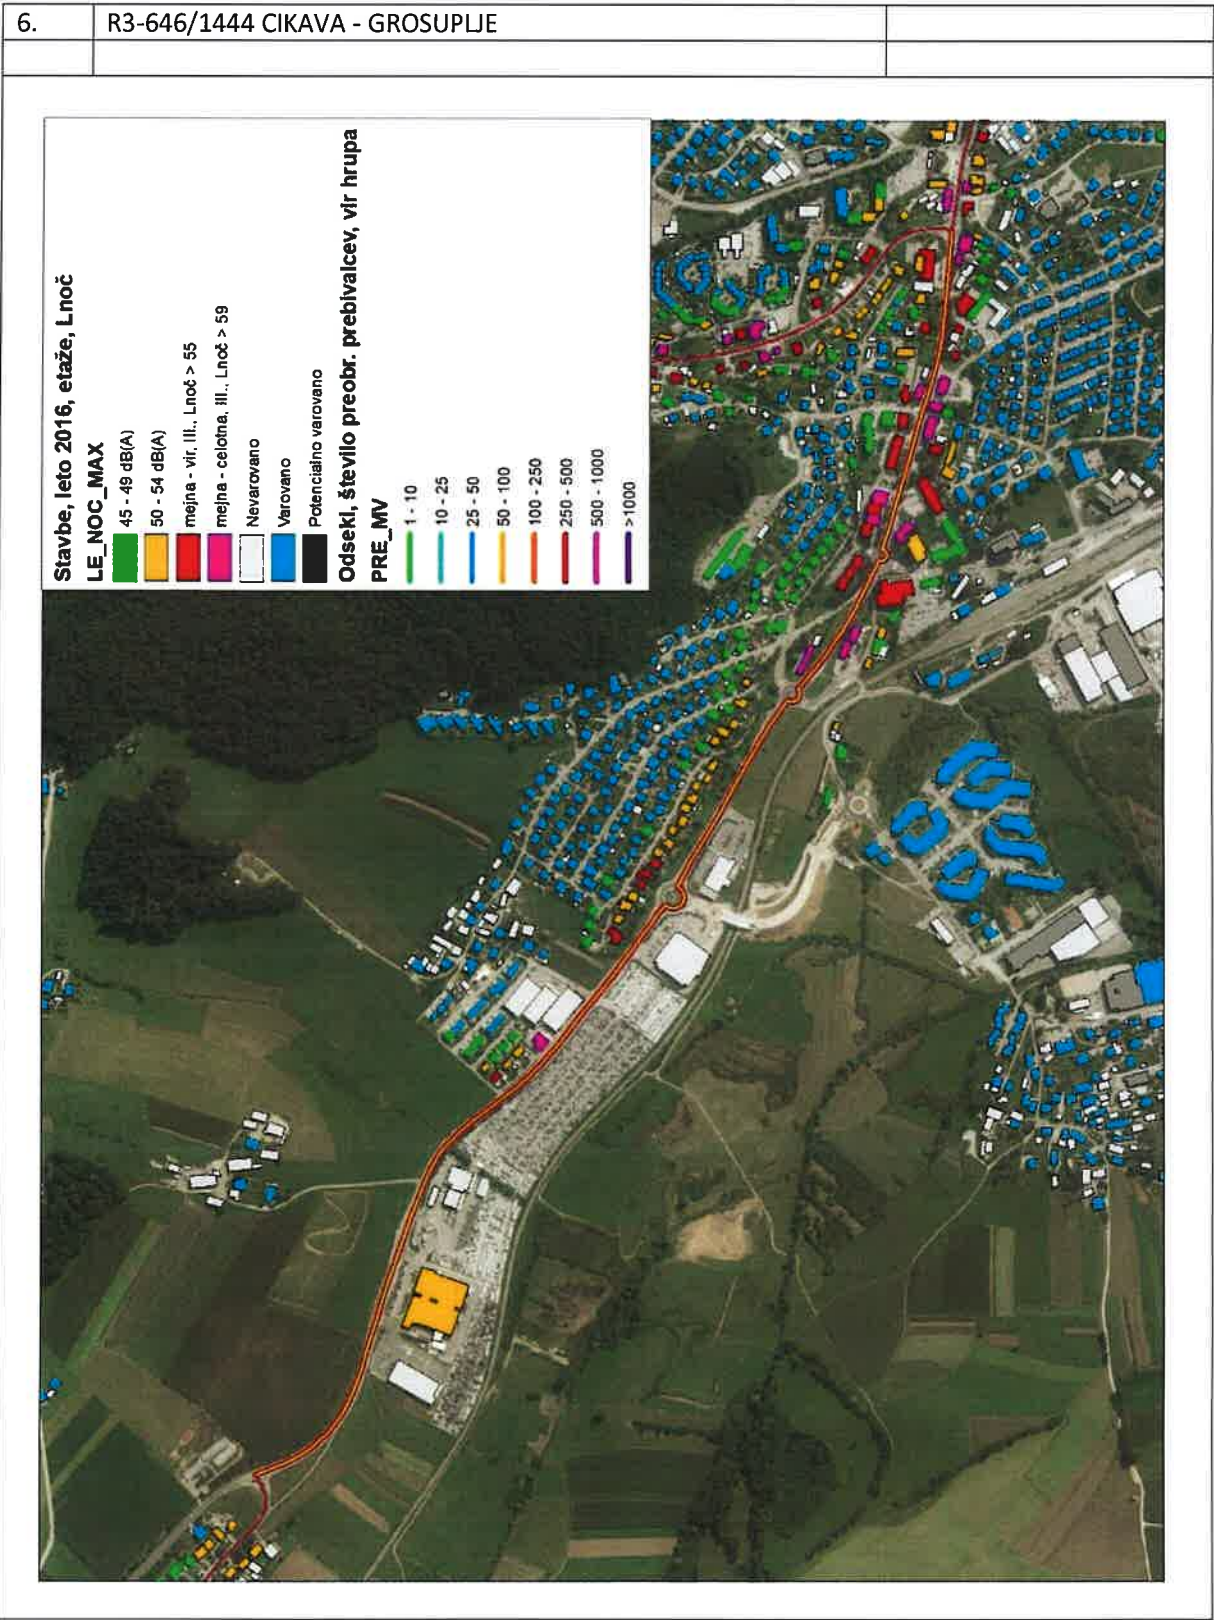 6. R3-646/1444 CIKAVA - GROSUPLJE
Stavbe, leto 2016, etaže, Lnoč
LE_NOC_MAX
45 - 49 dB(A)
50 - 54 dB(A)
mejna - vir, III., Lnoč > 55
mejna - celotna, III., Lnoč > 59
Nevarovano
Varovano
Potencialno varovano
Odseki, število preobr. prebivalcev, vir hrupa
PRE_MV
1 - 10
10 - 25
25 - 50
50 - 100
100 - 250
250 - 500
500 - 1000
>1000